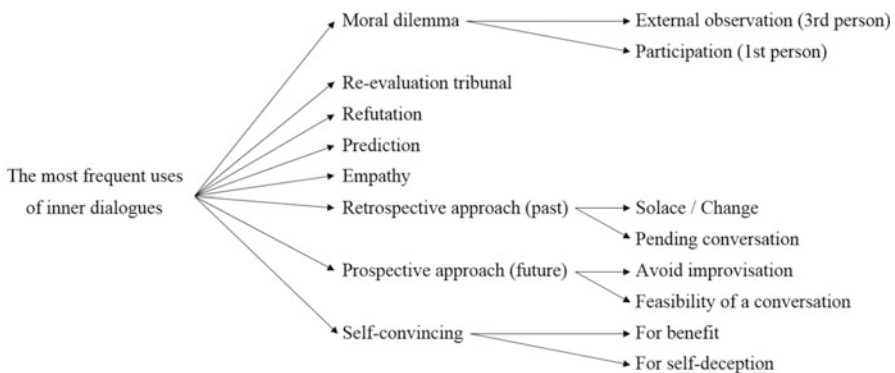 Moral dilemma
External observation (3rd person)
Participation (1st person)
Re-evaluation tribunal
Refutation
Prediction
Empathy
The most frequent uses
of inner dialogues
Retrospective approach (past)
Solace / Change
Pending conversation
Prospective approach (future)
Avoid improvisation
Feasibility of a conversation
Self-convincing
For benefit
For self-deception